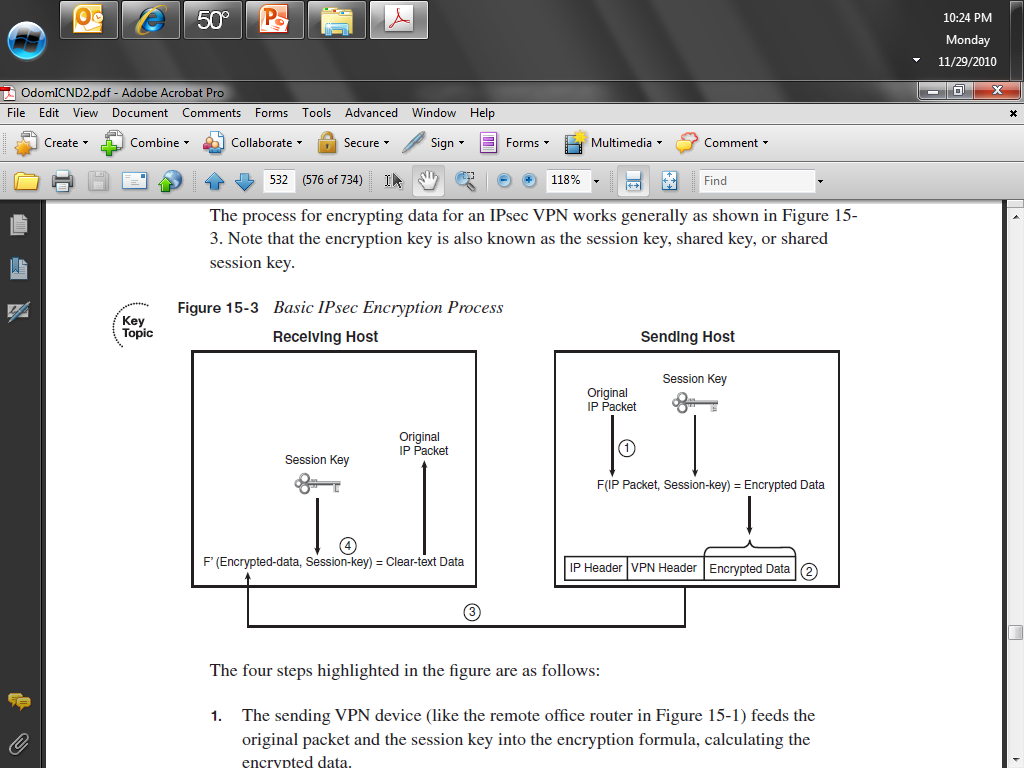 50°
10:24 PM
Monday
11/29/2010
OdomICND2.pdf - Adobe Acrobat Pro
File Edit View Document Comments Forms Tools Advanced Window Help
Create Combine Collaborate Secure Sign Forms Multimedia Comment
532 (576 of 734) 118% Find
The process for encrypting data for an IPsec VPN works generally as shown in Figure 15-
3. Note that the encryption key is also known as the session key, shared key, or shared
session key.
Key
Topic
Figure 15-3 Basic IPsec Encryption Process
Receiving Host
Original
IP Packet
Session Key
4
F' (Encrypted-data, Session-key) = Clear-text Data
Sending Host
Session Key
Original
IP Packet
1
F(IP Packet, Session-key) = Encrypted Data
IP Header VPN Header Encrypted Data 2
3
The four steps highlighted in the figure are as follows:
1. The sending VPN device (like the remote office router in Figure 15-1) feeds the
original packet and the session key into the encryption formula, calculating the
encrypted data.